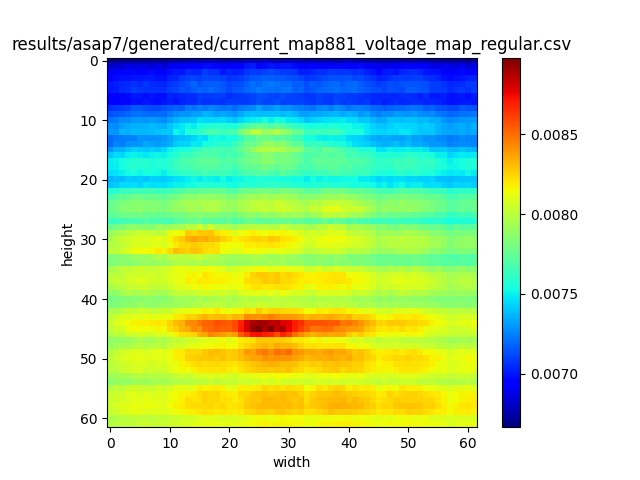 results/asap7/generated/current_map881_voltage_map_regular.csv
0
10
20
30
40
50
60
height
0 10 20 30 40 50 60
width
0.0085
0.0080
0.0075
0.0070